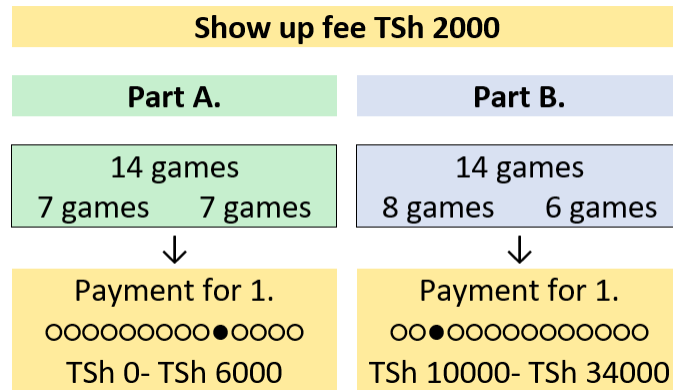 Show up fee TSh 2000
Part A.
14 games
7 games 7 games
Payment for 1.
TSh 0- TSh 6000
Part B.
14 games
8 games 6 games
Payment for 1.
TSh 10000- TSh 34000